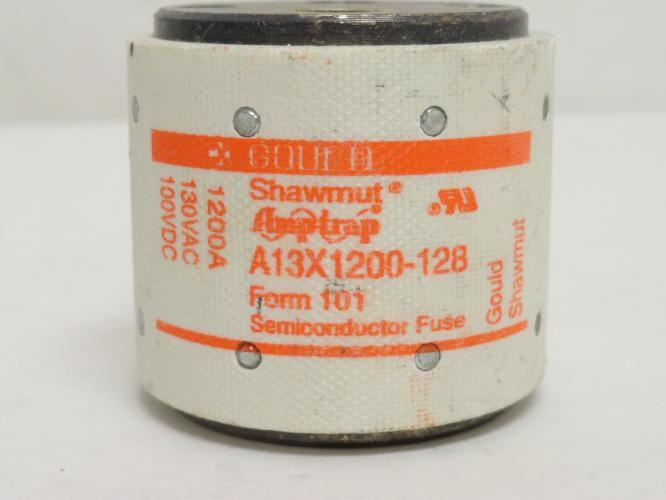 GOULD
Shawmut®
Amp-trap®
A13X1200-128
Form 101
Semiconductor Fuse
1200A
130VAC
100VDC
Gould
Shawmut